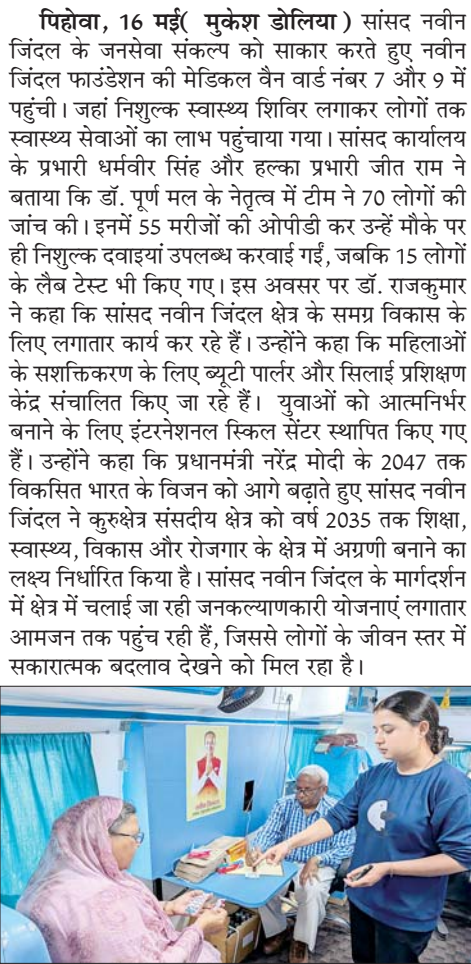 पिहोवा, 16 मई( मुकेश डोलिया ) सांसद नवीन
जिंदल के जनसेवा संकल्प को साकार करते हुए नवीन
जिंदल फाउंडेशन की मेडिकल वैन वार्ड नंबर 7 और 9 में
पहुंची। जहां निशुल्क स्वास्थ्य शिविर लगाकर लोगों तक
स्वास्थ्य सेवाओं का लाभ पहुंचाया गया। सांसद कार्यालय
के प्रभारी धर्मवीर सिंह और हल्का प्रभारी जीत राम ने
बताया कि डॉ. पूर्ण मल के नेतृत्व में टीम ने 70 लोगों की
जांच की। इनमें 55 मरीजों की ओपीडी कर उन्हें मौके पर
ही निशुल्क दवाइयां उपलब्ध करवाई गईं, जबकि 15 लोगों
के लैब टेस्ट भी किए गए। इस अवसर पर डॉ. राजकुमार
ने कहा कि सांसद नवीन जिंदल क्षेत्र के समग्र विकास के
लिए लगातार कार्य कर रहे हैं। उन्होंने कहा कि महिलाओं
के सशक्तिकरण के लिए ब्यूटी पार्लर और सिलाई प्रशिक्षण
केंद्र संचालित किए जा रहे हैं। युवाओं को आत्मनिर्भर
बनाने के लिए इंटरनेशनल स्किल सेंटर स्थापित किए गए
हैं। उन्होंने कहा कि प्रधानमंत्री नरेंद्र मोदी के 2047 तक
विकसित भारत के विजन को आगे बढ़ाते हुए सांसद नवीन
जिंदल ने कुरुक्षेत्र संसदीय क्षेत्र को वर्ष 2035 तक शिक्षा,
स्वास्थ्य, विकास और रोजगार के क्षेत्र में अग्रणी बनाने का
लक्ष्य निर्धारित किया है। सांसद नवीन जिंदल के मार्गदर्शन
में क्षेत्र में चलाई जा रही जनकल्याणकारी योजनाएं लगातार
आमजन तक पहुंच रही हैं, जिससे लोगों के जीवन स्तर में
सकारात्मक बदलाव देखने को मिल रहा है।